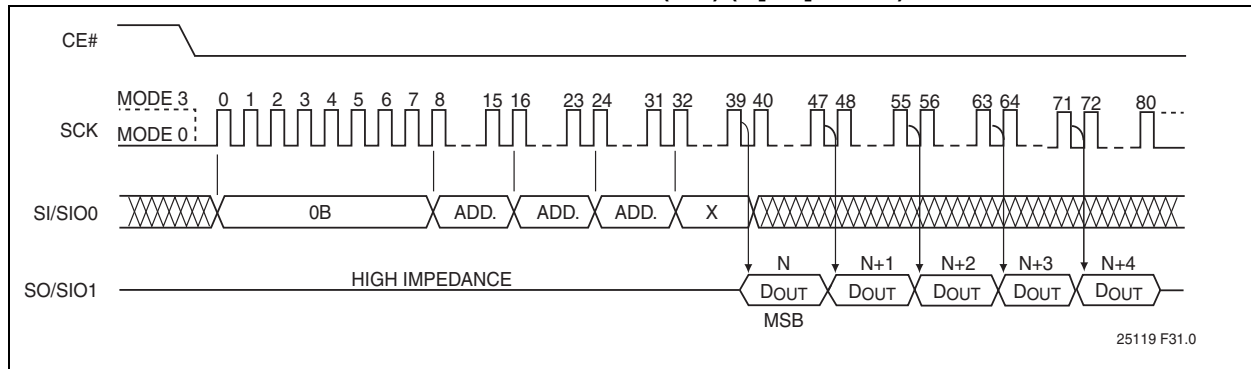 CE#
MODE 3 0 1 2 3 4 5 6 7 8 15 16 23 24 31 32 39 40 47 48 55 56 63 64 71 72 80
SCK MODE 0
SI/SIO0 0B ADD. ADD. ADD. X
N N+1 N+2 N+3 N+4
SO/SIO1 HIGH IMPEDANCE DOUT DOUT DOUT DOUT DOUT
MSB
25119 F31.0